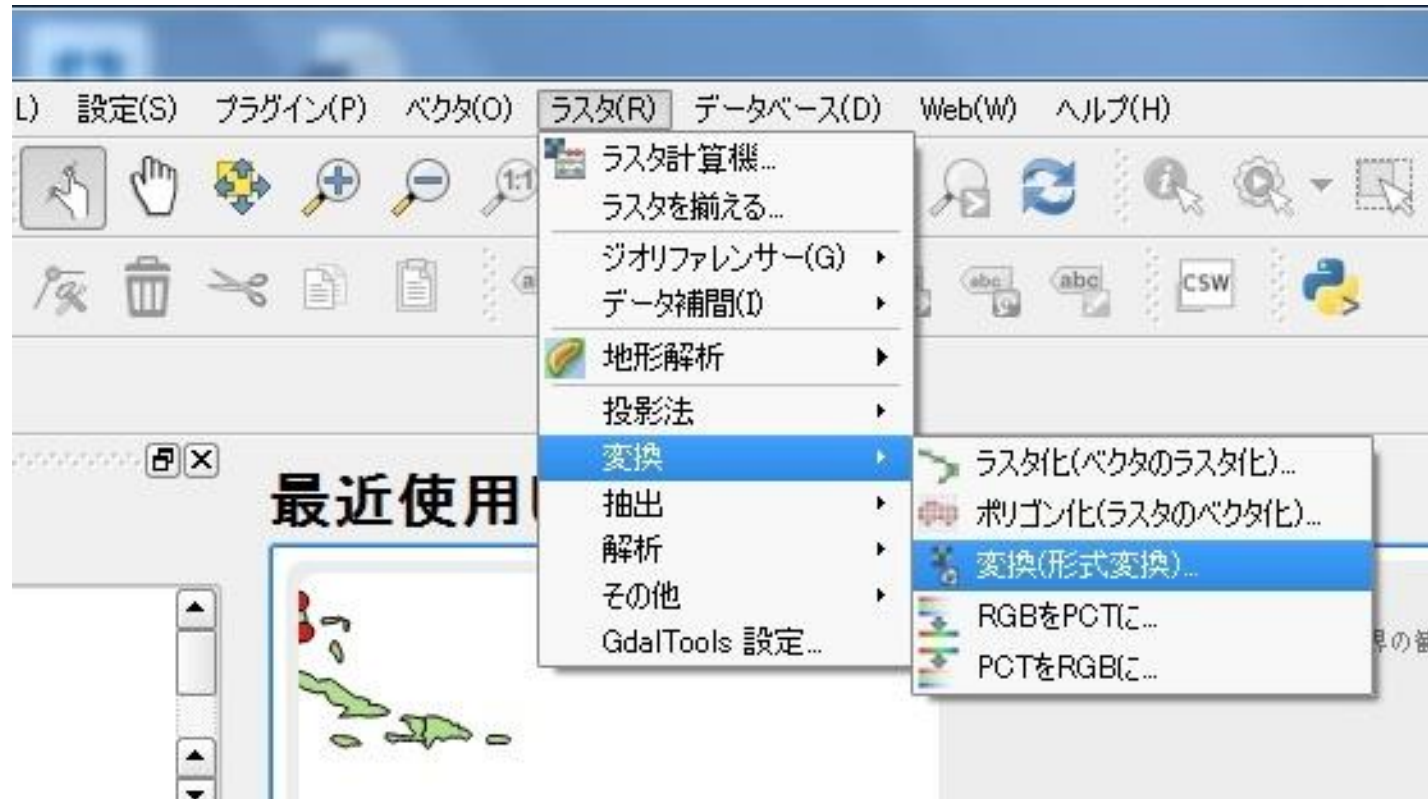 L) 設定(S) プラグイン(P) ベクタ(O) ラスタ(R) データベース(D) Web(W) ヘルプ(H)
1:1
abc
abc
CSW
ラスタ計算機...
ラスタを揃える...
ジオリファレンサー(G)
データ補間(I)
地形解析
投影法
変換
抽出
解析
その他
GdalTools 設定...
ラスタ化(ベクタのラスタ化)...
ポリゴン化(ラスタのベクタ化)...
変換(形式変換)...
RGBをPCTに...
PCTをRGBに...
最近使用
界の